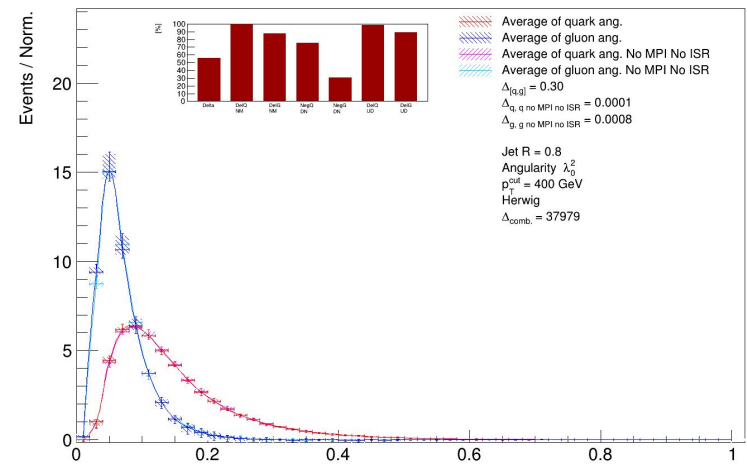 Events / Norm.
20
15
10
5
0
0
0.2
0.4
0.6
0.8
1
[%]
100
90
80
70
60
50
40
30
20
10
0
Delta
DelQ NM
DelG NM
NegQ DN
NegG DN
DelQ UD
DelG UD
Average of quark ang.
Average of gluon ang.
Average of quark ang. No MPI No ISR
Average of gluon ang. No MPI No ISR
Δ[q,g] = 0.30
Δq, q no MPI no ISR = 0.0001
Δg, g no MPI no ISR = 0.0008
Jet R = 0.8
Angularity λ²₀
p_T^cut = 400 GeV
Herwig
Δcomb. = 37979